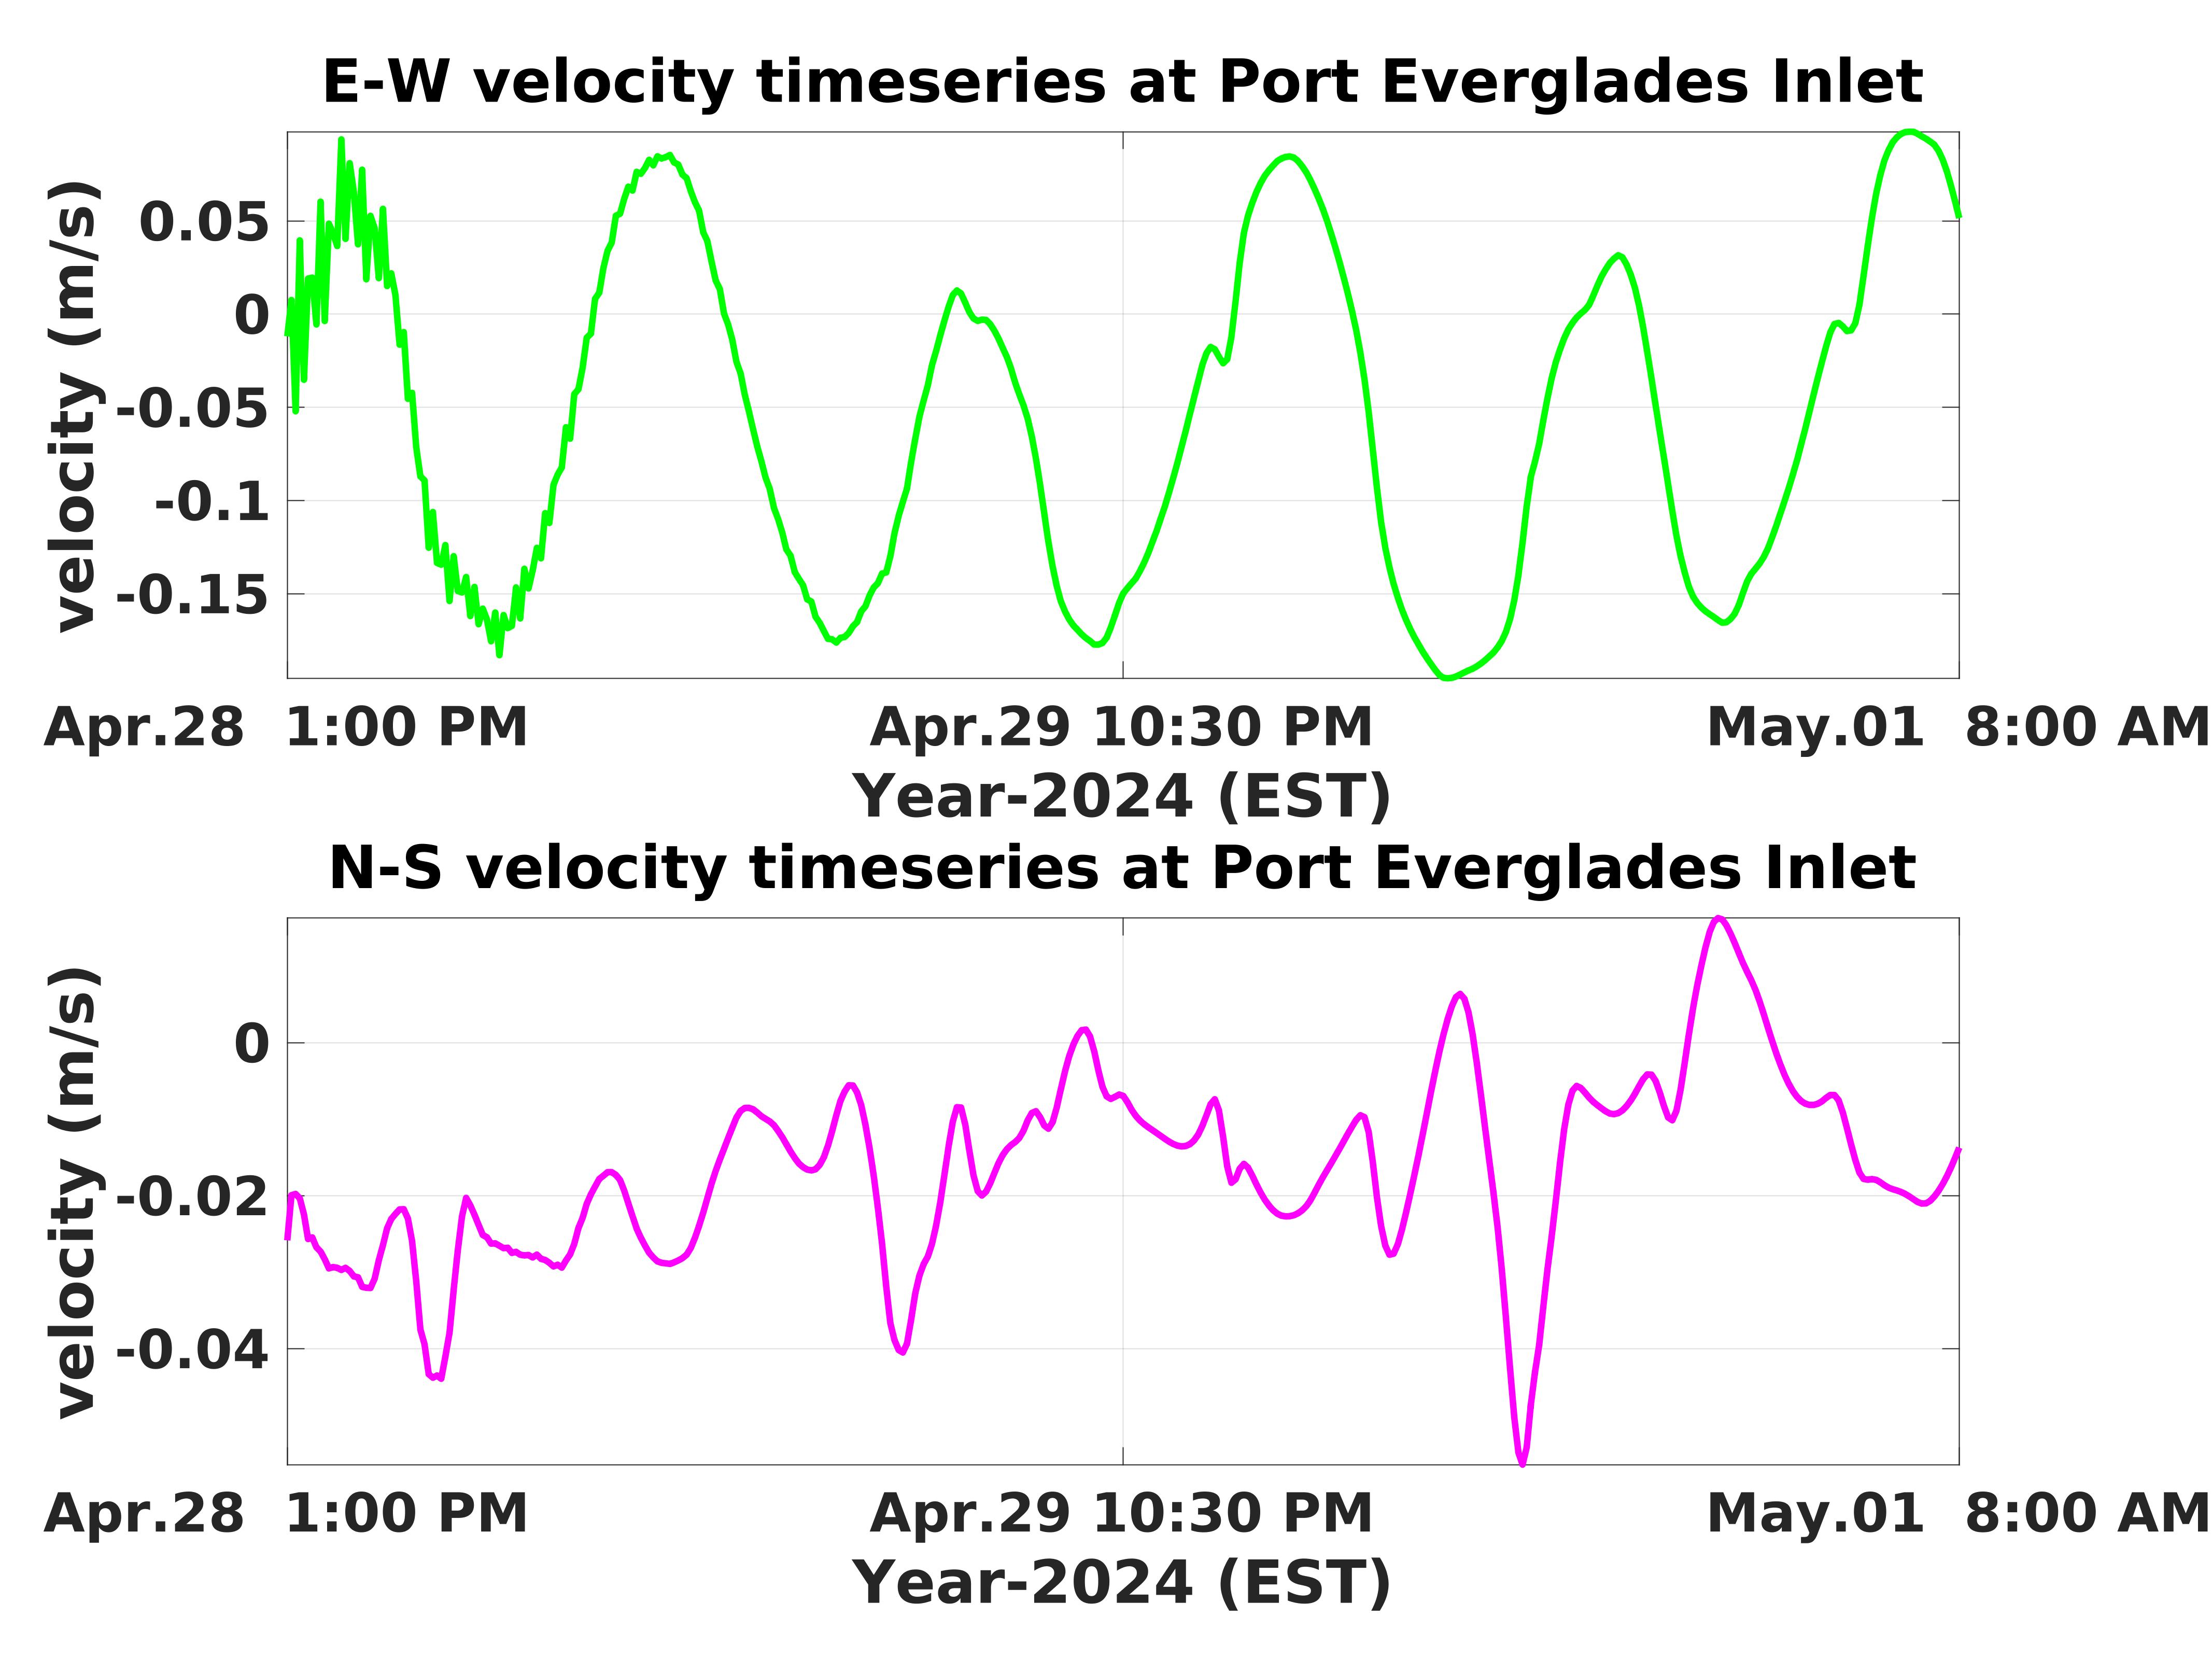 E-W velocity timeseries at Port Everglades Inlet
velocity (m/s)
0.05
0
-0.05
-0.1
-0.15
Apr.28  1:00 PM
Apr.29 10:30 PM
May.01  8:00 AM
Year-2024 (EST)
N-S velocity timeseries at Port Everglades Inlet
velocity (m/s)
0
-0.02
-0.04
Apr.28  1:00 PM
Apr.29 10:30 PM
May.01  8:00 AM
Year-2024 (EST)